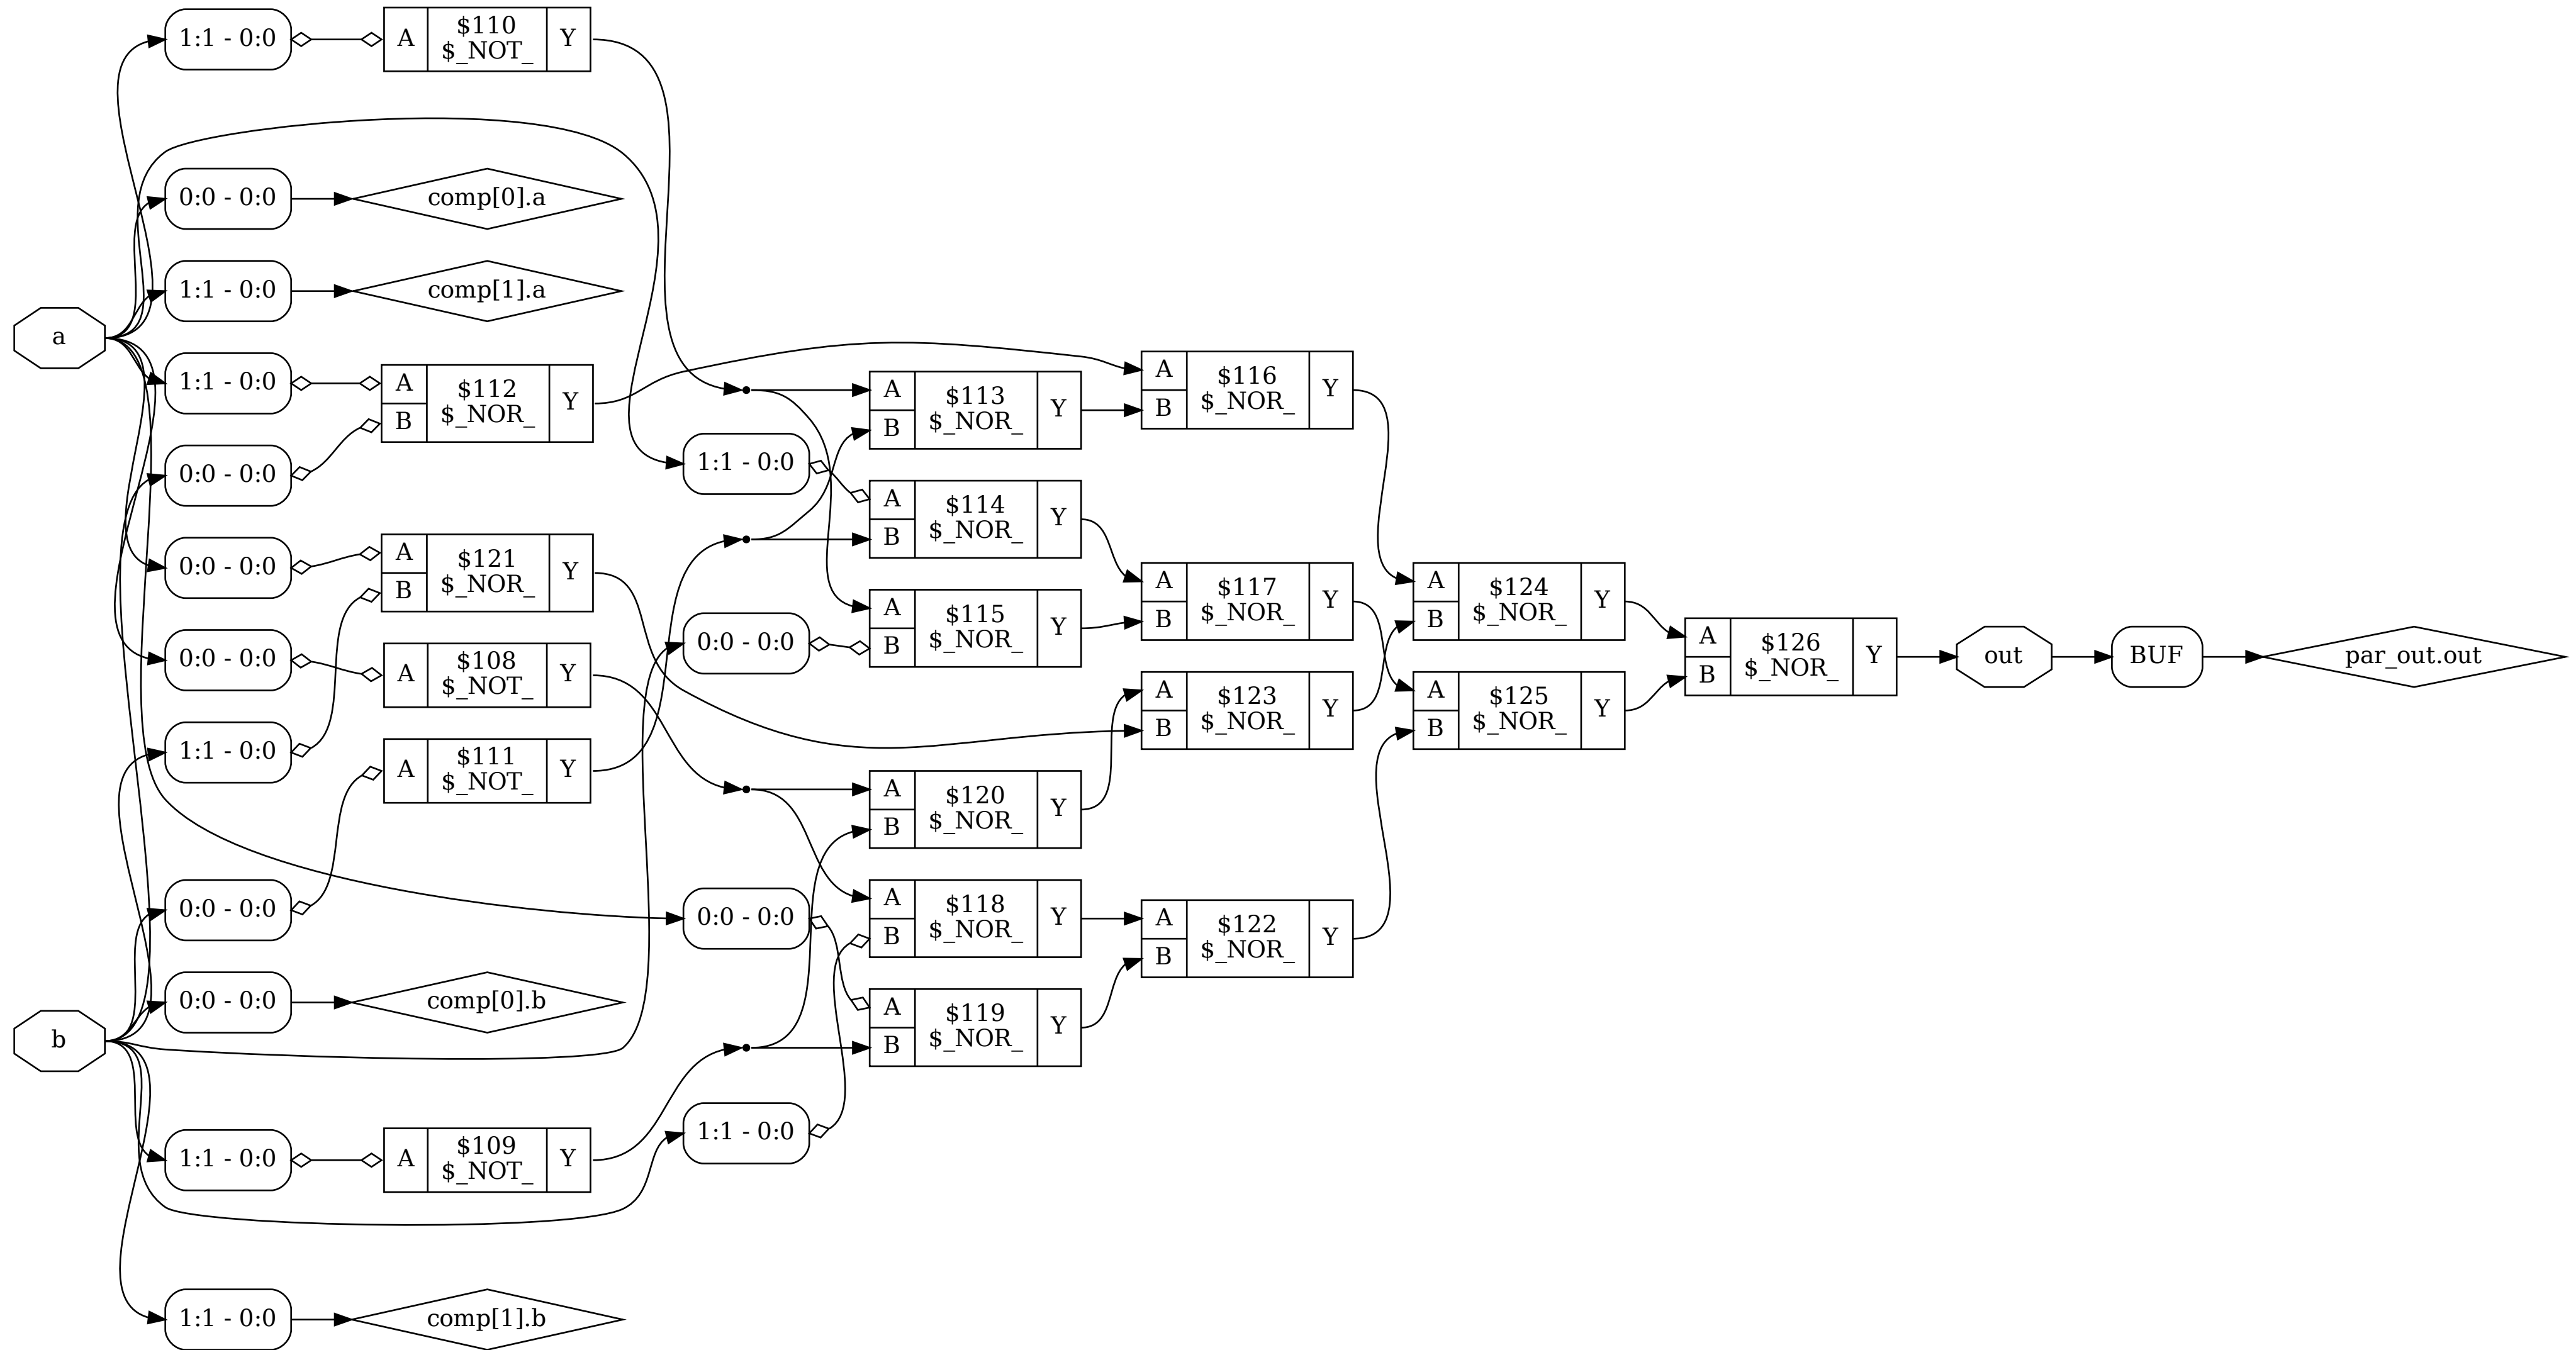 1:1 - 0:0
A
$110
$_NOT_
Y
0:0 - 0:0
comp[0].a
1:1 - 0:0
comp[1].a
a
1:1 - 0:0
0:0 - 0:0
A
B
$112
$_NOR_
Y
0:0 - 0:0
A
B
$121
$_NOR_
Y
0:0 - 0:0
A
$108
$_NOT_
Y
1:1 - 0:0
A
$111
$_NOT_
Y
0:0 - 0:0
0:0 - 0:0
comp[0].b
b
1:1 - 0:0
A
$109
$_NOT_
Y
1:1 - 0:0
comp[1].b
1:1 - 0:0
0:0 - 0:0
0:0 - 0:0
1:1 - 0:0
A
B
$113
$_NOR_
Y
A
B
$114
$_NOR_
Y
A
B
$115
$_NOR_
Y
A
B
$120
$_NOR_
Y
A
B
$118
$_NOR_
Y
A
B
$119
$_NOR_
Y
A
B
$116
$_NOR_
Y
A
B
$117
$_NOR_
Y
A
B
$123
$_NOR_
Y
A
B
$122
$_NOR_
Y
A
B
$124
$_NOR_
Y
A
B
$125
$_NOR_
Y
A
B
$126
$_NOR_
Y
out
BUF
par_out.out